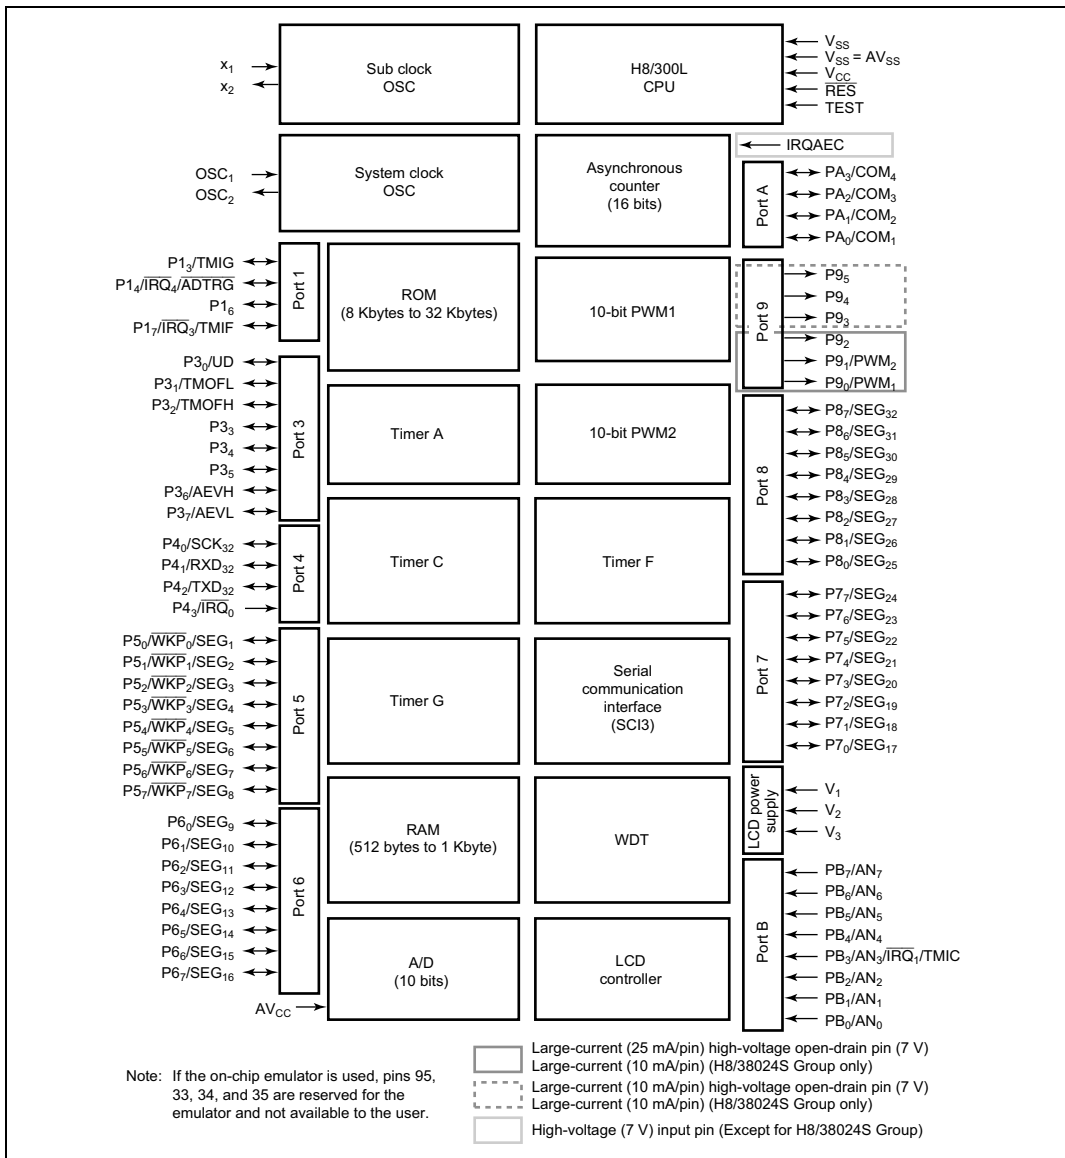 x1
x2
Sub clock
OSC
H8/300L
CPU
VSS
VSS = AVSS
VCC
RES
TEST
OSC1
OSC2
System clock
OSC
Asynchronous
counter
(16 bits)
IRQAEC
Port A
PA3/COM4
PA2/COM3
PA1/COM2
PA0/COM1
P13/TMIG
P14/IRQ4/ADTRG
P16
P17/IRQ3/TMIF
Port 1
ROM
(8 Kbytes to 32 Kbytes)
10-bit PWM1
Port 9
P95
P94
P93
P92
P91/PWM2
P90/PWM1
P30/UD
P31/TMOFL
P32/TMOFH
P33
P34
P35
P36/AEVH
P37/AEVL
Port 3
Timer A
10-bit PWM2
Port 8
P87/SEG32
P86/SEG31
P85/SEG30
P84/SEG29
P83/SEG28
P82/SEG27
P81/SEG26
P80/SEG25
P40/SCK32
P41/RXD32
P42/TXD32
P43/IRQ0
Port 4
Timer C
Timer F
Port 7
P77/SEG24
P76/SEG23
P75/SEG22
P74/SEG21
P73/SEG20
P72/SEG19
P71/SEG18
P70/SEG17
P50/WKP0/SEG1
P51/WKP1/SEG2
P52/WKP2/SEG3
P53/WKP3/SEG4
P54/WKP4/SEG5
P55/WKP5/SEG6
P56/WKP6/SEG7
P57/WKP7/SEG8
Port 5
Timer G
Serial
communication
interface
(SCI3)
LCD power
supply
V1
V2
V3
P60/SEG9
P61/SEG10
P62/SEG11
P63/SEG12
P64/SEG13
P65/SEG14
P66/SEG15
P67/SEG16
Port 6
RAM
(512 bytes to 1 Kbyte)
WDT
Port B
PB7/AN7
PB6/AN6
PB5/AN5
PB4/AN4
PB3/AN3/IRQ1/TMIC
PB2/AN2
PB1/AN1
PB0/AN0
AVCC
A/D
(10 bits)
LCD
controller
Note: If the on-chip emulator is used, pins 95,
33, 34, and 35 are reserved for the
emulator and not available to the user.
Large-current (25 mA/pin) high-voltage open-drain pin (7 V)
Large-current (10 mA/pin) (H8/38024S Group only)
Large-current (10 mA/pin) high-voltage open-drain pin (7 V)
Large-current (10 mA/pin) (H8/38024S Group only)
High-voltage (7 V) input pin (Except for H8/38024S Group)